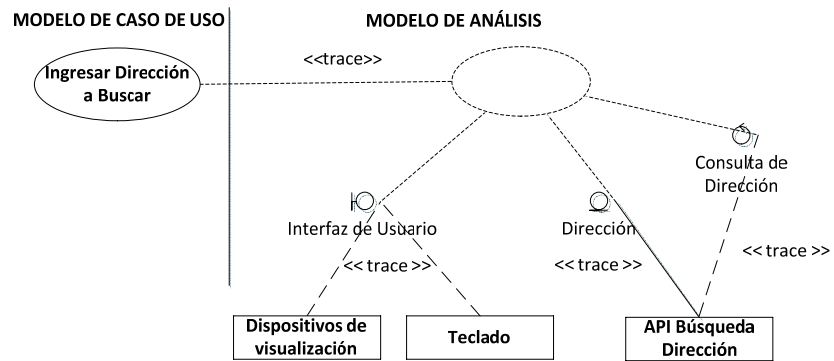 MODELO DE CASO DE USO
MODELO DE ANÁLISIS
<<trace>>
Ingresar Dirección
a Buscar
Consulta de
Dirección
Interfaz de Usuario
Dirección
<< trace >>
<< trace >>
<< trace >>
Dispositivos de
visualización
Teclado
API Búsqueda
Dirección